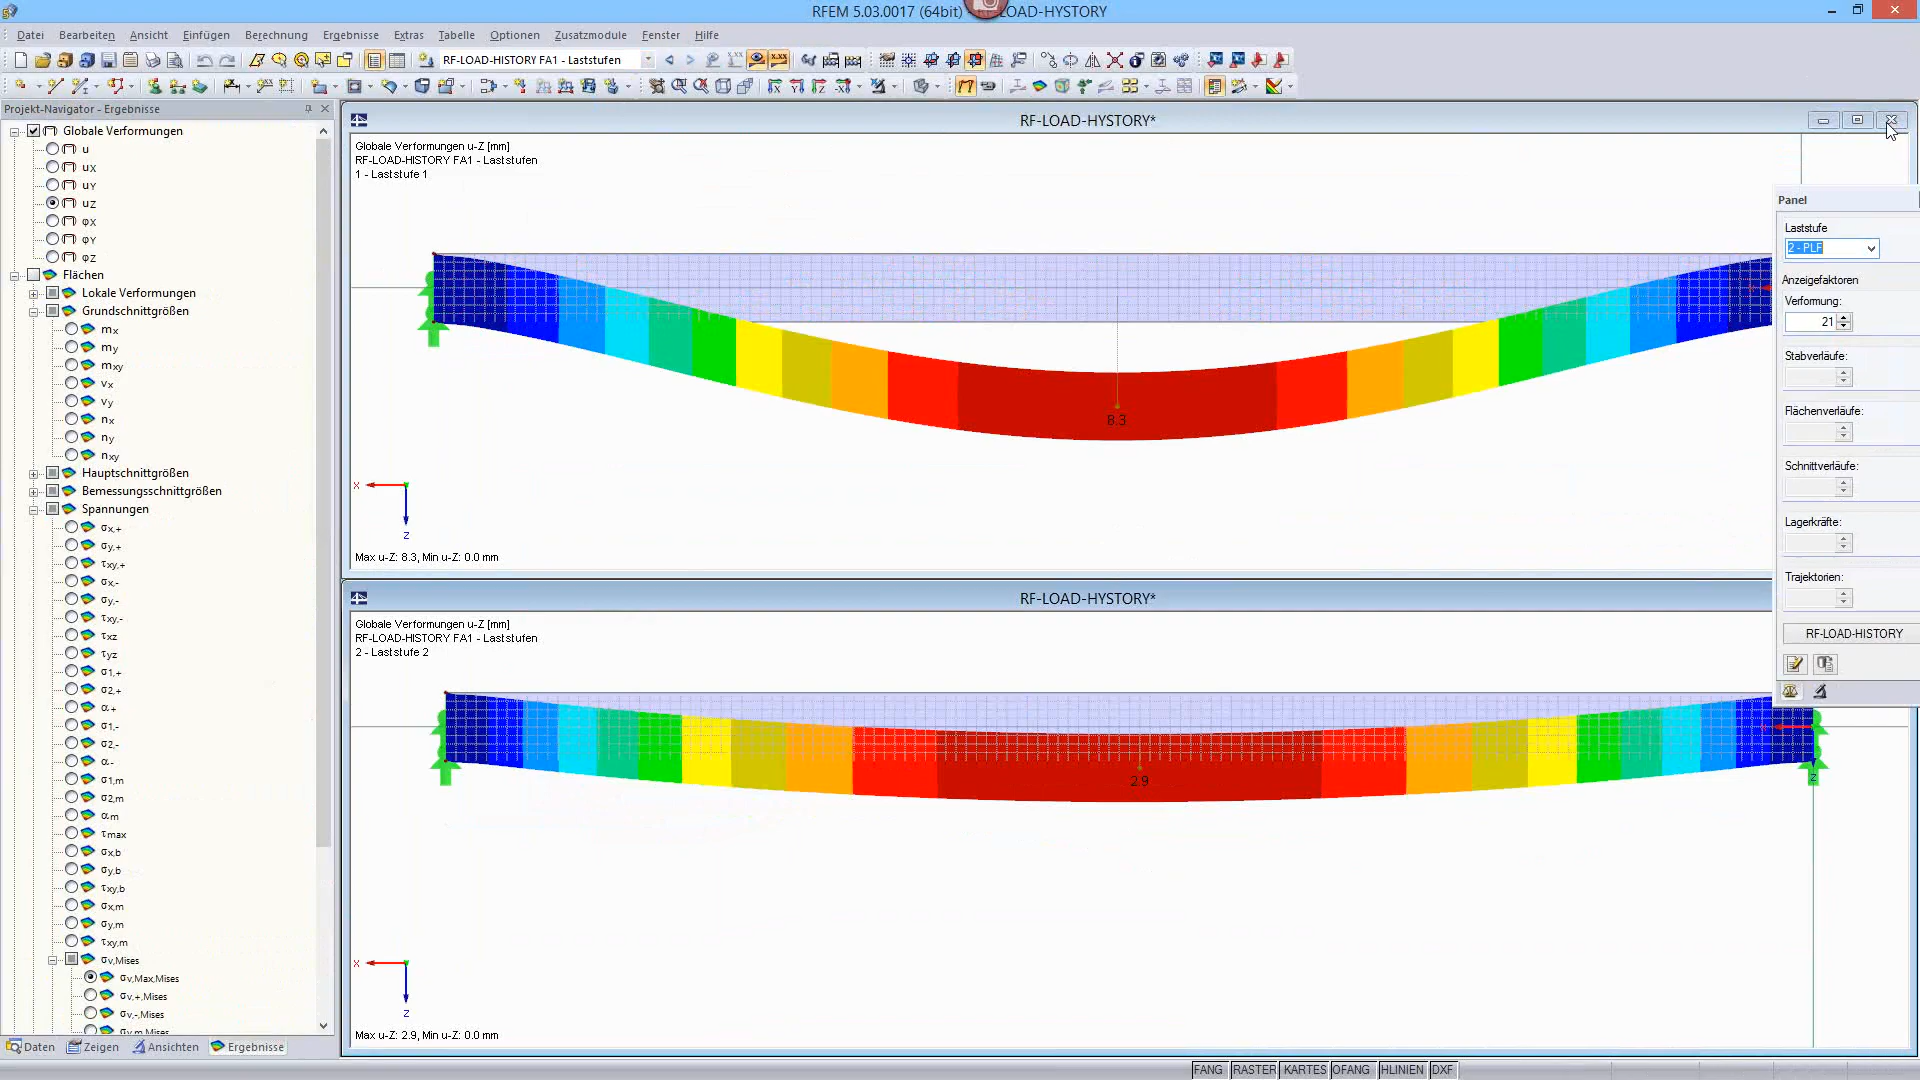 RFEM 5.03.0017 (64bit) - RF-LOAD-HYSTORY
Datei Bearbeiten Ansicht Einfügen Berechnung Ergebnisse Extras Tabelle Optionen Zusatzmodule Fenster Hilfe
RF-LOAD-HISTORY FA1 - Laststufen
Projekt-Navigator - Ergebnisse
Globale Verformungen
u
uX
uY
uZ
φX
φY
φZ
Flächen
Lokale Verformungen
Grundschnittgrößen
mx
my
mxy
vx
vy
nx
ny
nxy
Hauptschnittgrößen
Bemessungsschnittgrößen
Spannungen
σx,+
σy,+
τxy,+
σx,-
σy,-
τxy,-
τxz
τyz
σ1,+
σ2,+
α+
σ1,-
σ2,-
α-
σ1,m
σ2,m
αm
τmax
σx,b
σy,b
τxy,b
σx,m
σy,m
τxy,m
σv,Mises
σv,Max,Mises
σv,+,Mises
σv,-,Mises
σv,m,Mises
Daten Zeigen Ansichten Ergebnisse
RF-LOAD-HYSTORY*
Globale Verformungen u-Z [mm]
RF-LOAD-HISTORY FA1 - Laststufen
1 - Laststufe 1
8.3
x
z
Max u-Z: 8.3, Min u-Z: 0.0 mm
RF-LOAD-HYSTORY*
Globale Verformungen u-Z [mm]
RF-LOAD-HISTORY FA1 - Laststufen
2 - Laststufe 2
2.9
z
x
z
Max u-Z: 2.9, Min u-Z: 0.0 mm
Panel
Laststufe
2 - PLF
Anzeigefaktoren
Verformung:
21
Stabverläufe:
Flächenverläufe:
Schnittverläufe:
Lagerkräfte:
Trajektorien:
RF-LOAD-HISTORY
FANG RASTER KARTES OFANG HLINIEN DXF